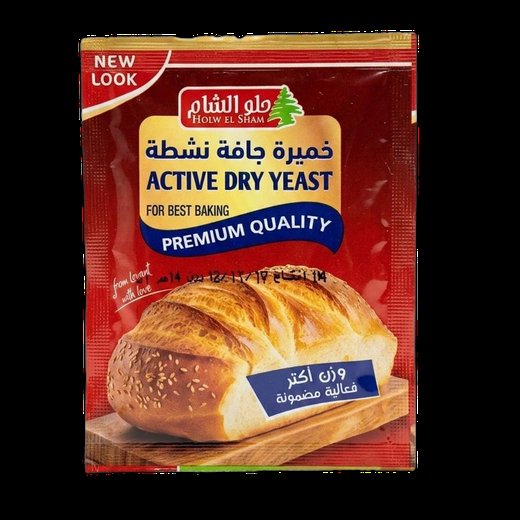 NEW
LOOK
حلو الشام
HOLW EL SHAM
خميرة جافة نشطة
ACTIVE DRY YEAST
FOR BEST BAKING
PREMIUM QUALITY
from levant
with love
وزن أكتر
فعالية مضمونة